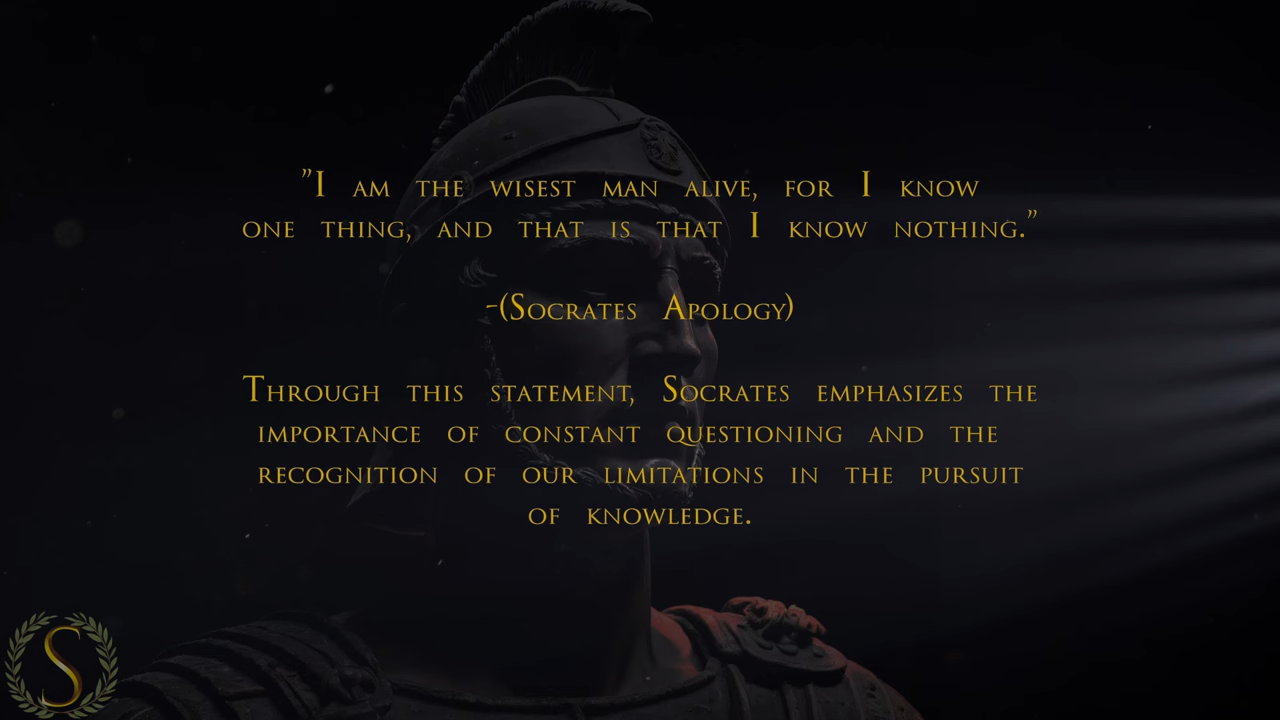 "I am the wisest man alive, for I know
one thing, and that is that I know nothing."
-(Socrates Apology)
Through this statement, Socrates emphasizes the
importance of constant questioning and the
recognition of our limitations in the pursuit
of knowledge.
S